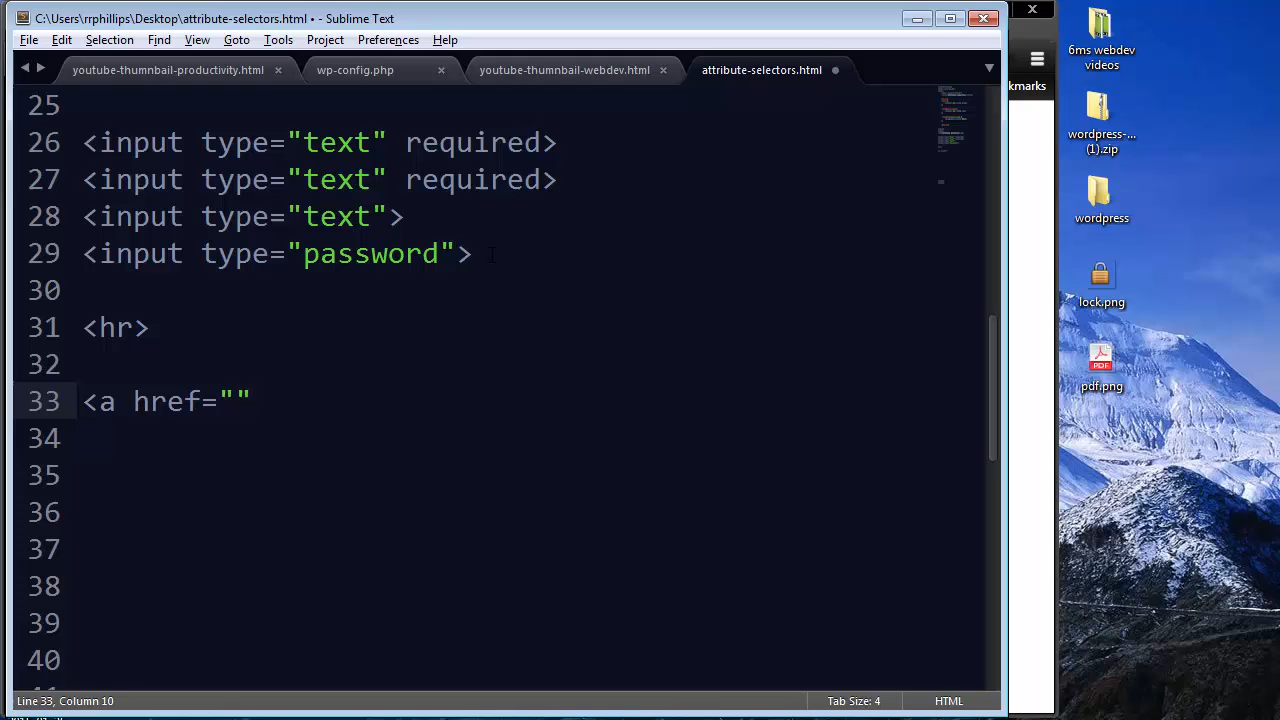 C:\Users\rrphillips\Desktop\attribute-selectors.html • - Sublime Text
File Edit Selection Find View Goto Tools Project Preferences Help
youtube-thumnbail-productivity.html
wp-config.php
youtube-thumnbail-webdev.html
attribute-selectors.html
25
26 <input type="text" required>
27 <input type="text" required>
28 <input type="text">
29 <input type="password">
30
31 <hr>
32
33 <a href=""
34
35
36
37
38
39
40
Line 33, Column 10
Tab Size: 4
HTML
kmarks
6ms webdev
videos
wordpress-...
(1).zip
wordpress
lock.png
PDF
pdf.png